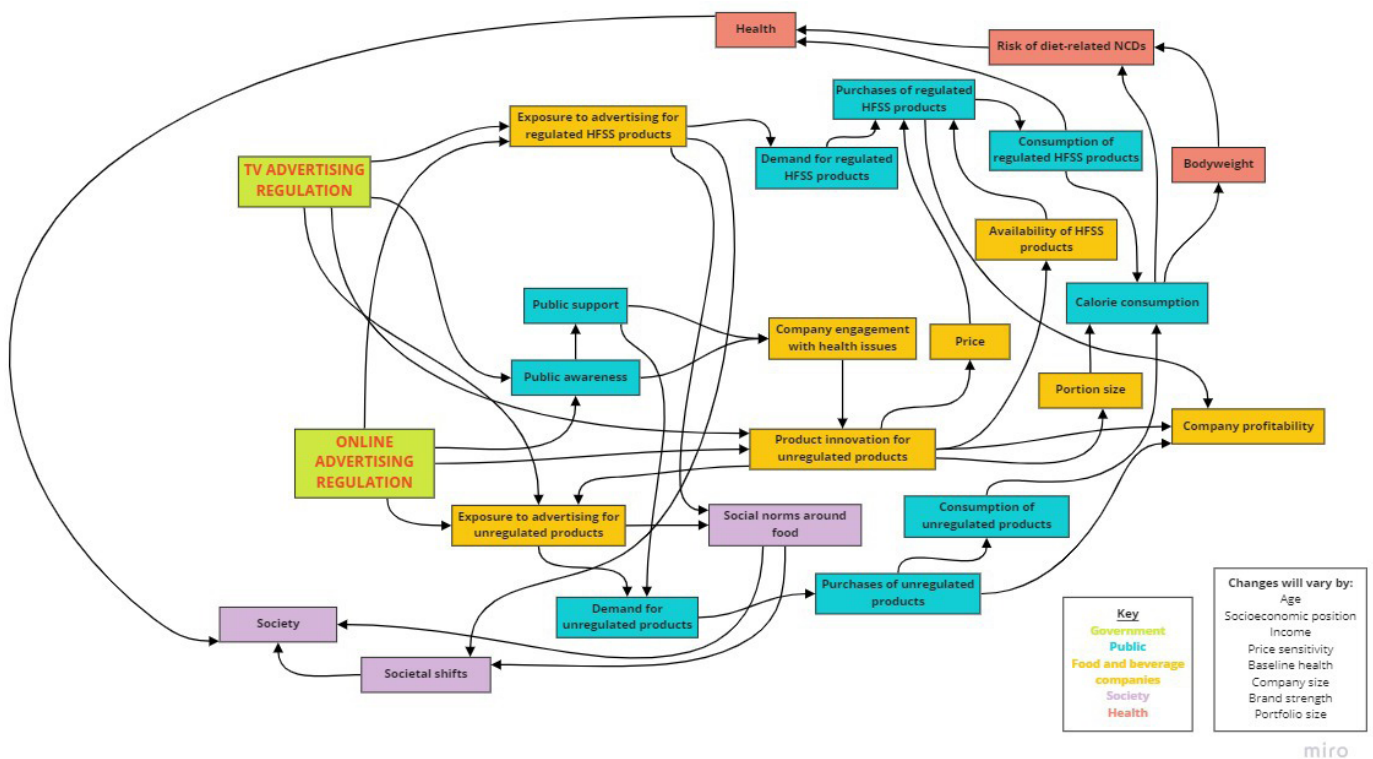 Health
Risk of diet-related NCDs
Purchases of regulated
HFSS products
Exposure to advertising for
regulated HFSS products
Consumption of
regulated HFSS products
Demand for regulated
HFSS products
Bodyweight
TV ADVERTISING
REGULATION
Availability of HFSS
products
Public support
Calorie consumption
Company engagement
with health issues
Price
Public awareness
Portion size
Company profitability
ONLINE
ADVERTISING
REGULATION
Product innovation for
unregulated products
Exposure to advertising for
unregulated products
Social norms around
food
Consumption of
unregulated products
Purchases of unregulated
products
Demand for
unregulated products
Society
Societal shifts
Key
Government
Public
Food and beverage
companies
Society
Health
Changes will vary by:
Age
Socioeconomic position
Income
Price sensitivity
Baseline health
Company size
Brand strength
Portfolio size
miro